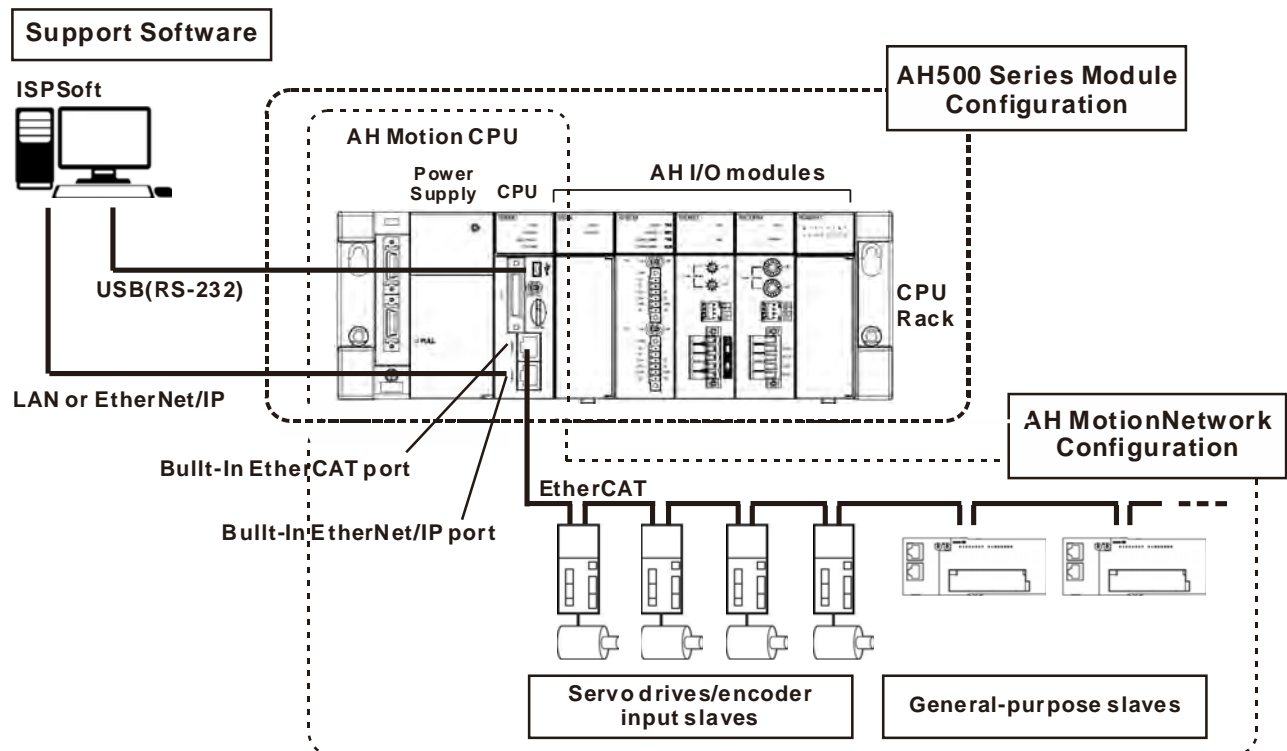 Support Software
ISPSoft
AH500 Series Module
Configuration
AH Motion CPU
Power
Supply
CPU
AH I/O modules
USB(RS-232)
CPU
Rack
PULL
LAN or EtherNet/IP
AH MotionNetwork
Configuration
Bullt-In EtherCAT port
EtherCAT
Bullt-In EtherNet/IP port
Servo drives/encoder
input slaves
General-purpose slaves